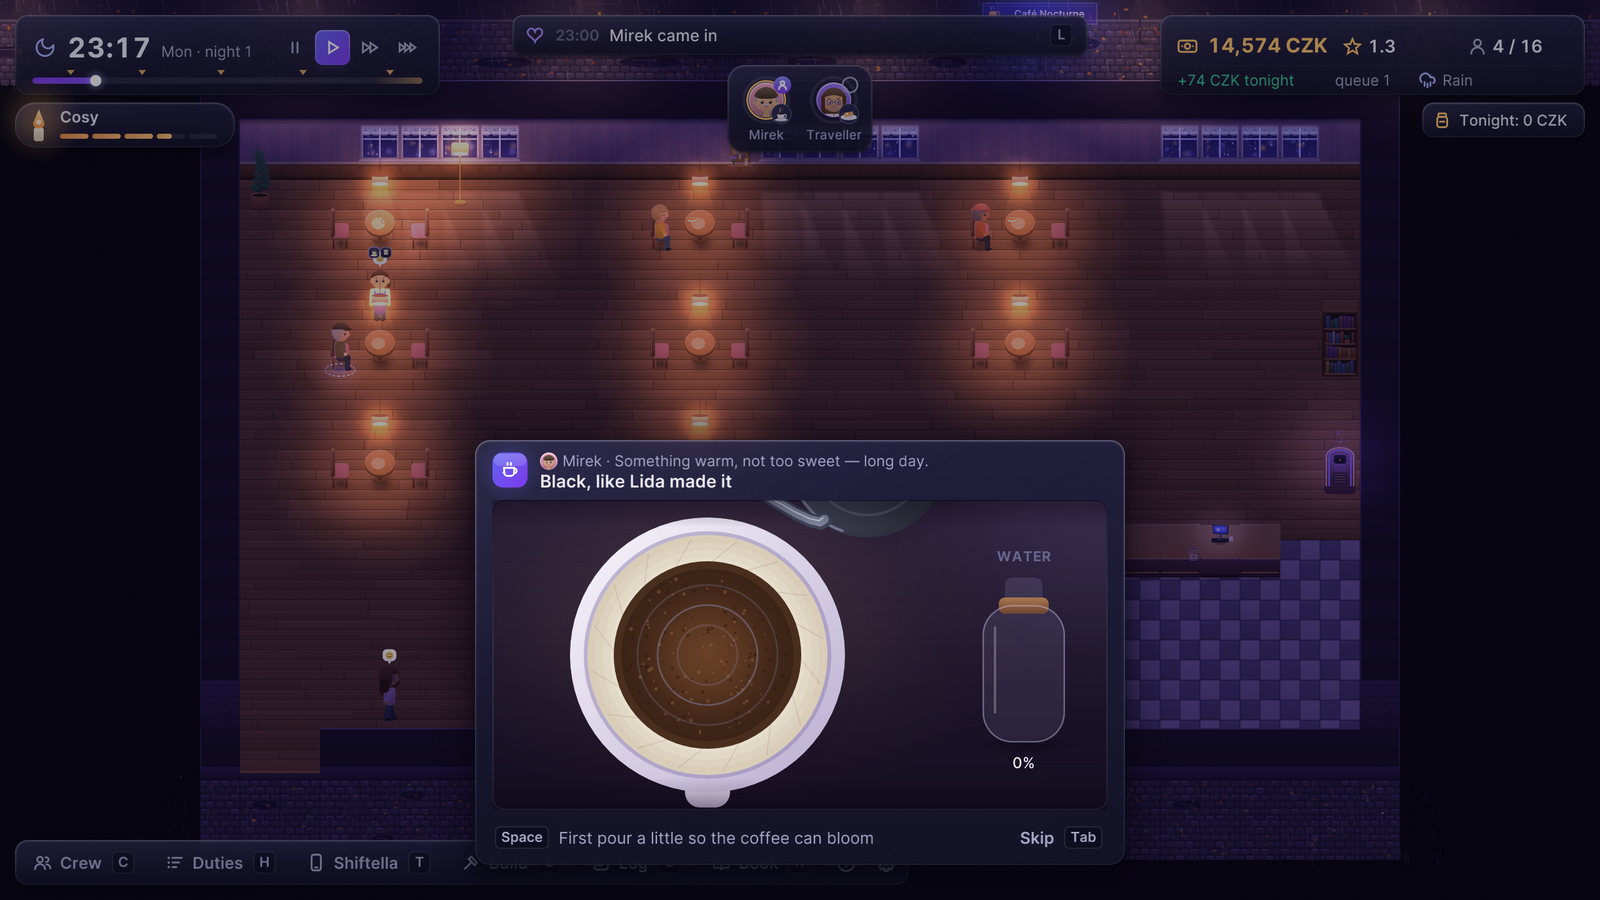 Café Nocturne
23:17 Mon · night 1
23:00 Mirek came in L
14,574 CZK 1.3 4 / 16
+74 CZK tonight queue 1 Rain
Cosy
Mirek Traveller
Tonight: 0 CZK
Mirek · Something warm, not too sweet — long day.
Black, like Lida made it
WATER
0%
Space First pour a little so the coffee can bloom Skip Tab
Crew C Duties H Shiftella T Build Log Book